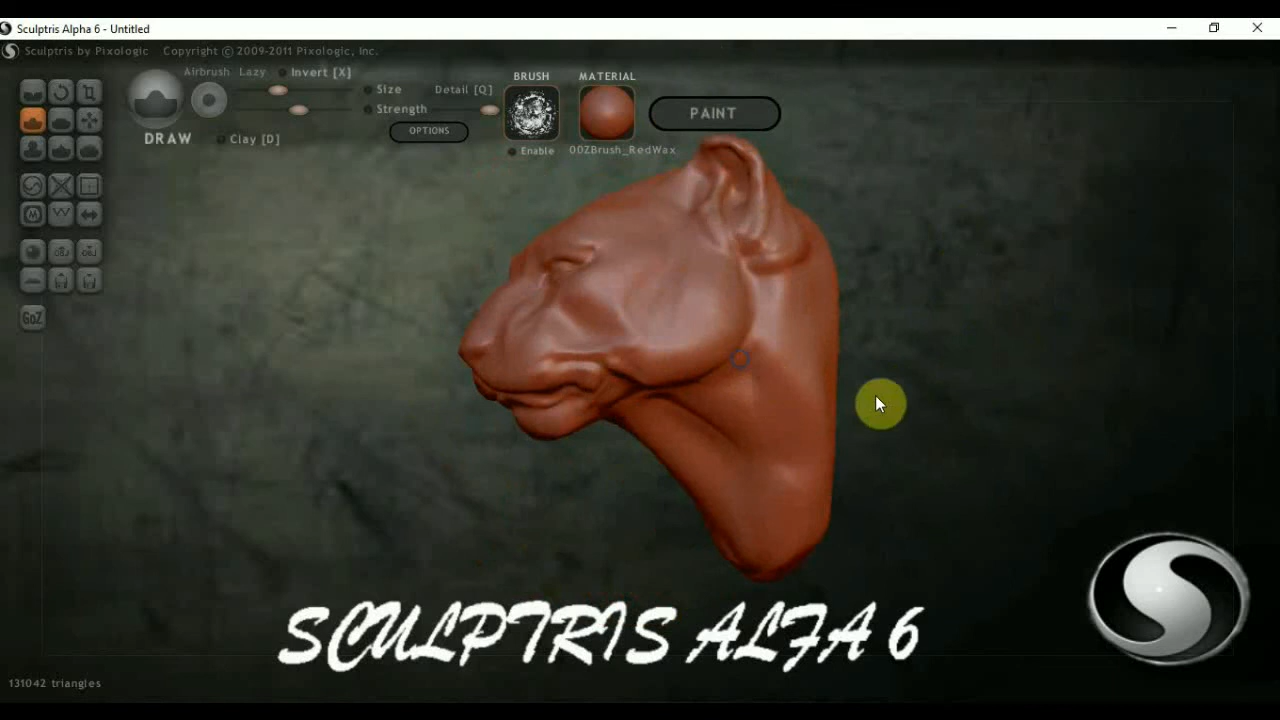 Sculptris Alpha 6 - Untitled
Sculptris by Pixologic Copyright © 2009-2011 Pixologic, Inc.
Airbrush Lazy Invert [X]
BRUSH MATERIAL
Size Detail [Q]
Strength
PAINT
OPTIONS
DRAW Clay [D]
Enable 00ZBrush_RedWax
GoZ
SCULPTRIS ALFA 6
131042 triangles